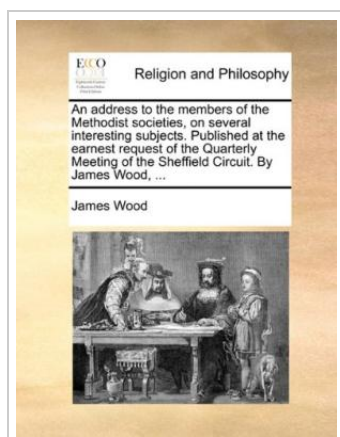 ECCO
Religion and Philosophy
An address to the members of the
Methodist societies, on several
interesting subjects. Published at the
earnest request of the Quarterly
Meeting of the Sheffield Circuit. By
James Wood, ...
James Wood